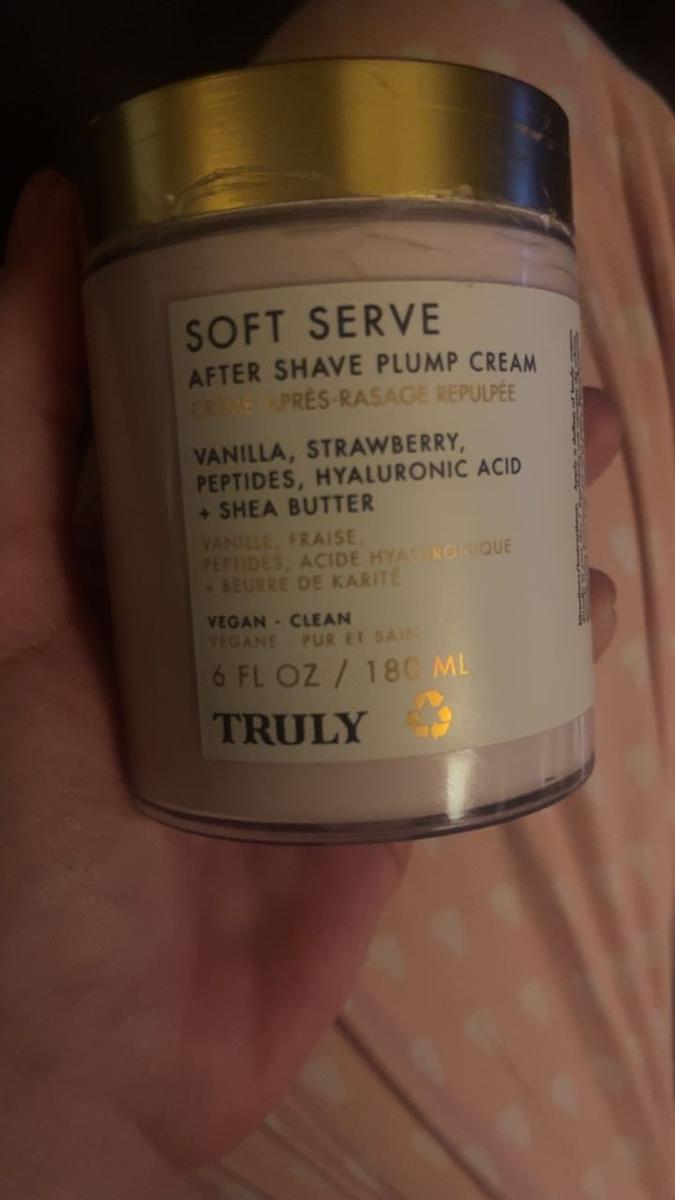 SOFT SERVE
AFTER SHAVE PLUMP CREAM
CRÈME APRÈS-RASAGE REPULPÉE
VANILLA, STRAWBERRY,
PEPTIDES, HYALURONIC ACID
+ SHEA BUTTER
VANILLE, FRAISE,
PEPTIDES, ACIDE HYALURONIQUE
+ BEURRE DE KARITÉ
VEGAN - CLEAN
VÉGANE - PUR ET SAIN
6 FL OZ / 180 ML
TRULY